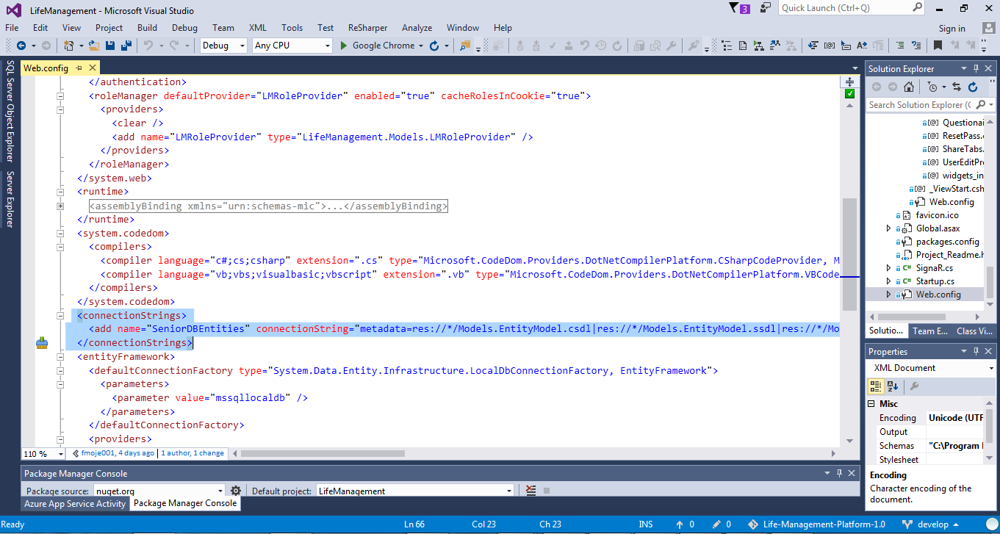 LifeManagement - Microsoft Visual Studio
3
Quick Launch (Ctrl+Q)
File Edit View Project Build Debug Team XML Tools Test ReSharper Analyze Window Help
Sign in
Debug Any CPU Google Chrome
SQL Server Object Explorer
Server Explorer
Web.config
</authentication>
<roleManager defaultProvider="LMRoleProvider" enabled="true" cacheRolesInCookie="true">
<providers>
<clear />
<add name="LMRoleProvider" type="LifeManagement.Models.LMRoleProvider" />
</providers>
</roleManager>
</system.web>
<runtime>
<assemblyBinding xmlns="urn:schemas-mic">...</assemblyBinding>
</runtime>
<system.codedom>
<compilers>
<compiler language="c#;cs;csharp" extension=".cs" type="Microsoft.CodeDom.Providers.DotNetCompilerPlatform.CSharpCodeProvider, M
<compiler language="vb;vbs;visualbasic;vbscript" extension=".vb" type="Microsoft.CodeDom.Providers.DotNetCompilerPlatform.VBCode
</compilers>
</system.codedom>
<connectionStrings>
<add name="SeniorDBEntities" connectionString="metadata=res://*/Models.EntityModel.csdl|res://*/Models.EntityModel.ssdl|res://*/Mo
</connectionStrings>
<entityFramework>
<defaultConnectionFactory type="System.Data.Entity.Infrastructure.LocalDbConnectionFactory, EntityFramework">
<parameters>
<parameter value="mssqllocaldb" />
</parameters>
</defaultConnectionFactory>
<providers>
110 % fmoje001, 4 days ago | 1 author, 1 change
Package Manager Console
Package source: nuget.org Default project: LifeManagement
Azure App Service Activity Package Manager Console
Solution Explorer
Search Solution Explorer (C
Questionai
ResetPass.c
ShareTabs.
UserEditPr
widgets_in
_ViewStart.csh
Web.config
favicon.ico
Global.asax
packages.config
Project_Readme.h
C# SignaR.cs
C# Startup.cs
Web.config
Solutio... Team E... Class Vi...
Properties
XML Document
Misc
Encoding Unicode (UTF
Output
Schemas "C:\Program
Stylesheet
Encoding
Character encoding of the
document.
Ready Ln 66 Col 23 Ch 23 INS 0 0 Life-Management-Platform-1.0 develop